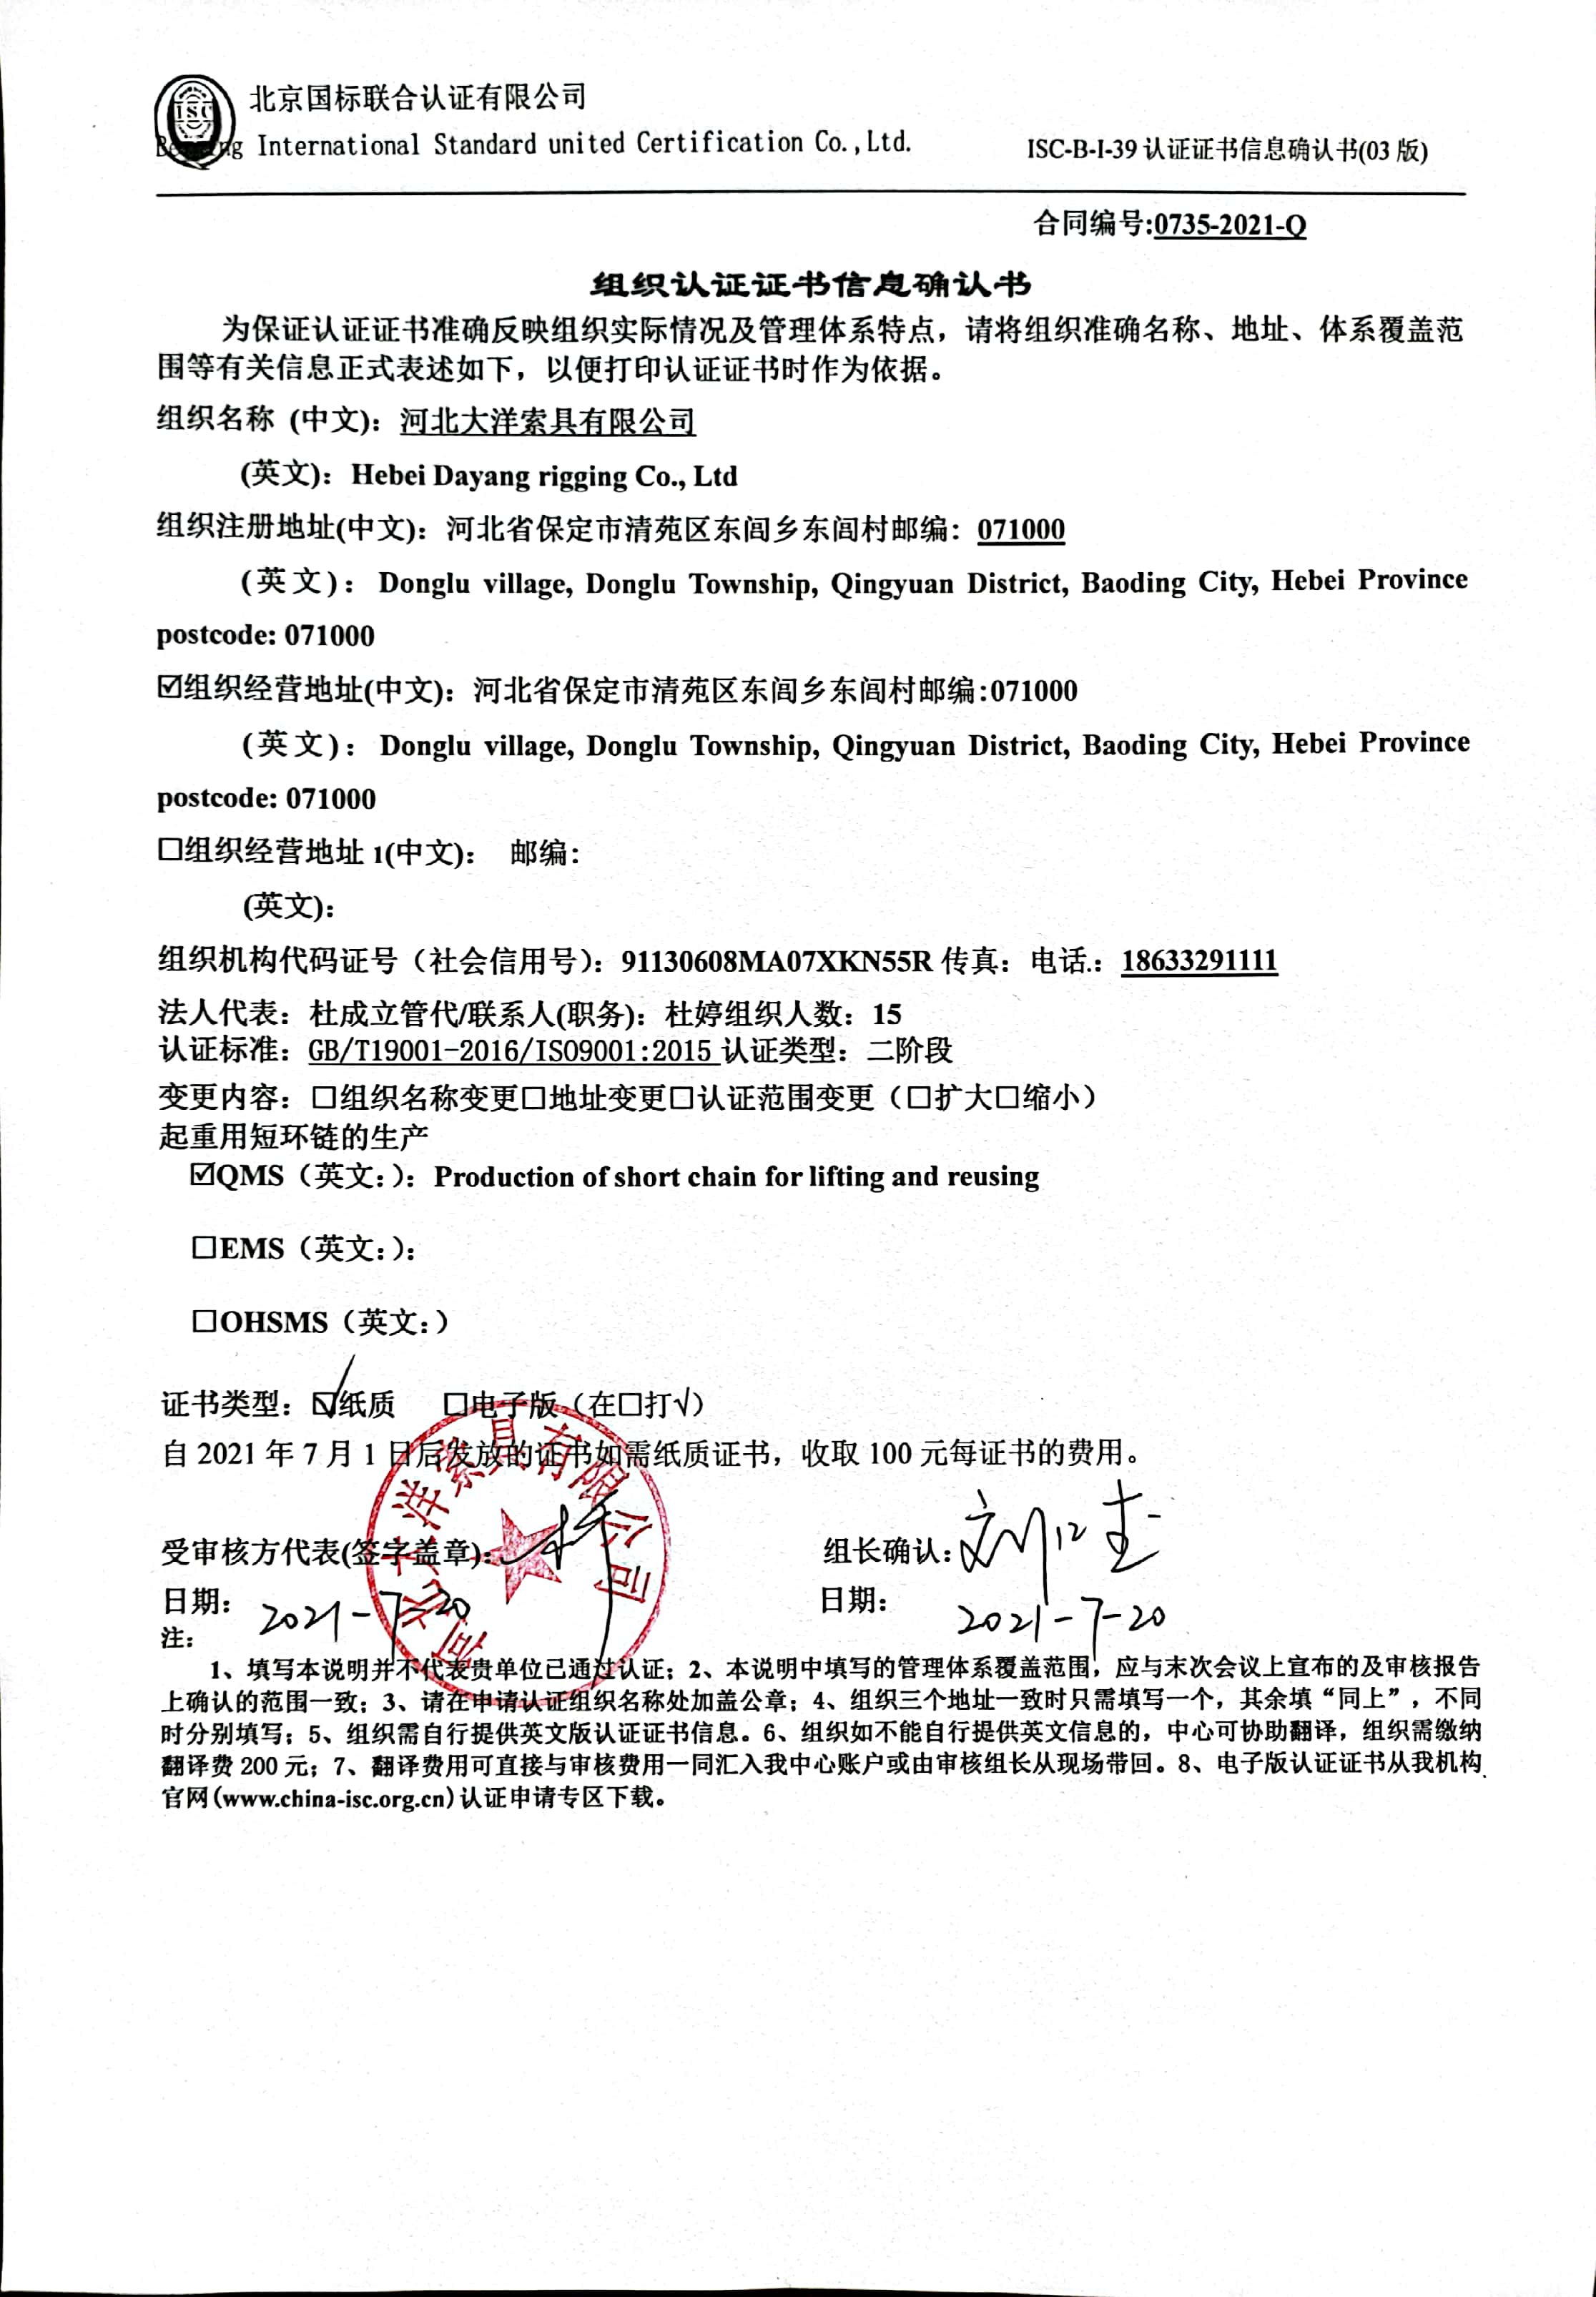 ISC
北京国标联合认证有限公司
International Standard united Certification Co.,Ltd.
ISC-B-I-39 认证证书信息确认书(03 版)
合同编号:0735-2021-Q
组织认证证书信息确认书
为保证认证证书准确反映组织实际情况及管理体系特点，请将组织准确名称、地址、体系覆盖范
围等有关信息正式表述如下，以便打印认证证书时作为依据。
组织名称 (中文)：河北大洋索具有限公司
(英文)：Hebei Dayang rigging Co., Ltd
组织注册地址(中文)：河北省保定市清苑区东闾乡东闾村邮编：071000
(英文)：Donglu village, Donglu Township, Qingyuan District, Baoding City, Hebei Province
postcode: 071000
☑组织经营地址(中文)：河北省保定市清苑区东闾乡东闾村邮编:071000
(英文)：Donglu village, Donglu Township, Qingyuan District, Baoding City, Hebei Province
postcode: 071000
☐组织经营地址 1(中文)： 邮编：
(英文)：
组织机构代码证号（社会信用号）：91130608MA07XKN55R 传真：电话.：18633291111
法人代表：杜成立管代/联系人(职务)：杜婷组织人数：15
认证标准：GB/T19001-2016/ISO9001:2015 认证类型：二阶段
变更内容：☐组织名称变更☐地址变更☐认证范围变更（☐扩大☐缩小）
起重用短环链的生产
☑QMS（英文：）：Production of short chain for lifting and reusing
☐EMS（英文：）：
☐OHSMS（英文：）
证书类型：☑纸质 ☐电子版（在☐打√）
自 2021 年 7 月 1 日后发放的证书如需纸质证书，收取 100 元每证书的费用。
河北大洋索具有限公司
受审核方代表(签字盖章)： 组长确认：
日期：2021-7-20 日期：2021-7-20
注：
1、填写本说明并不代表贵单位已通过认证；2、本说明中填写的管理体系覆盖范围，应与末次会议上宣布的及审核报告
上确认的范围一致；3、请在申请认证组织名称处加盖公章；4、组织三个地址一致时只需填写一个，其余填“同上”，不同
时分别填写；5、组织需自行提供英文版认证证书信息。6、组织如不能自行提供英文信息的，中心可协助翻译，组织需缴纳
翻译费 200 元；7、翻译费用可直接与审核费用一同汇入我中心账户或由审核组长从现场带回。8、电子版认证证书从我机构
官网(www.china-isc.org.cn)认证申请专区下载。